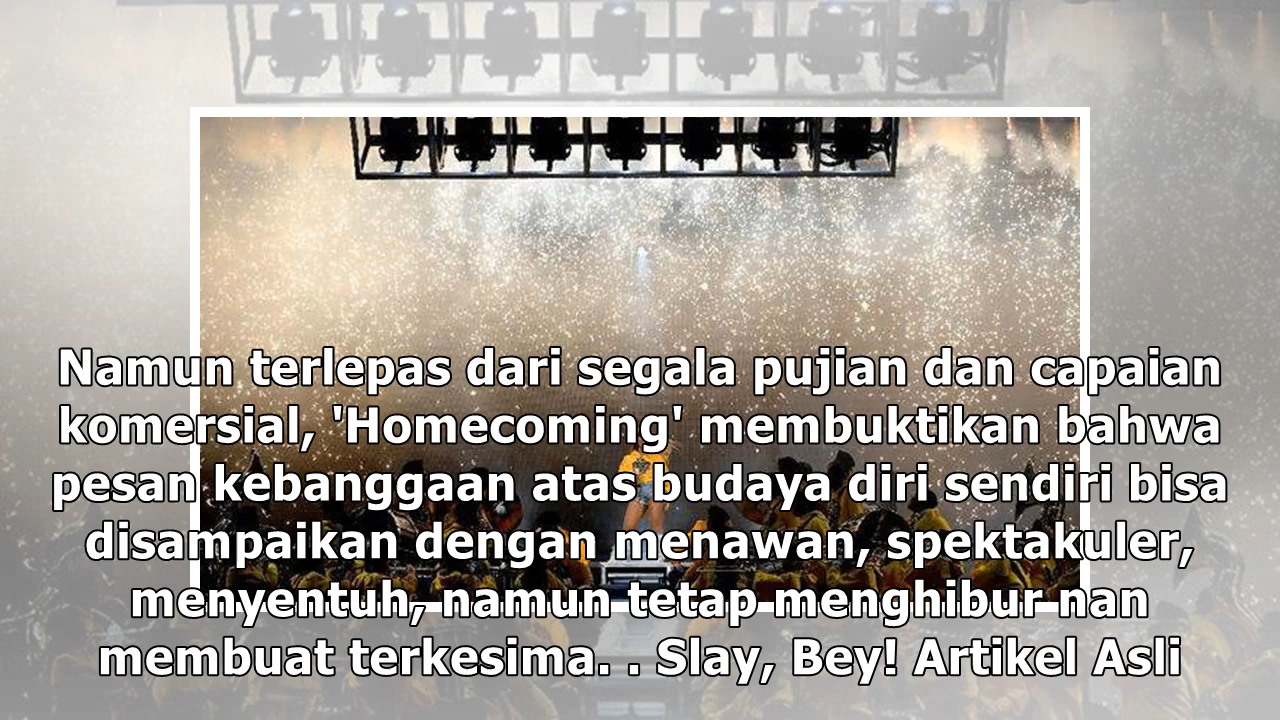 Namun terlepas dari segala pujian dan capaian
komersial, 'Homecoming' membuktikan bahwa
pesan kebanggaan atas budaya diri sendiri bisa
disampaikan dengan menawan, spektakuler,
menyentuh, namun tetap menghibur nan
membuat terkesima. . Slay, Bey! Artikel Asli